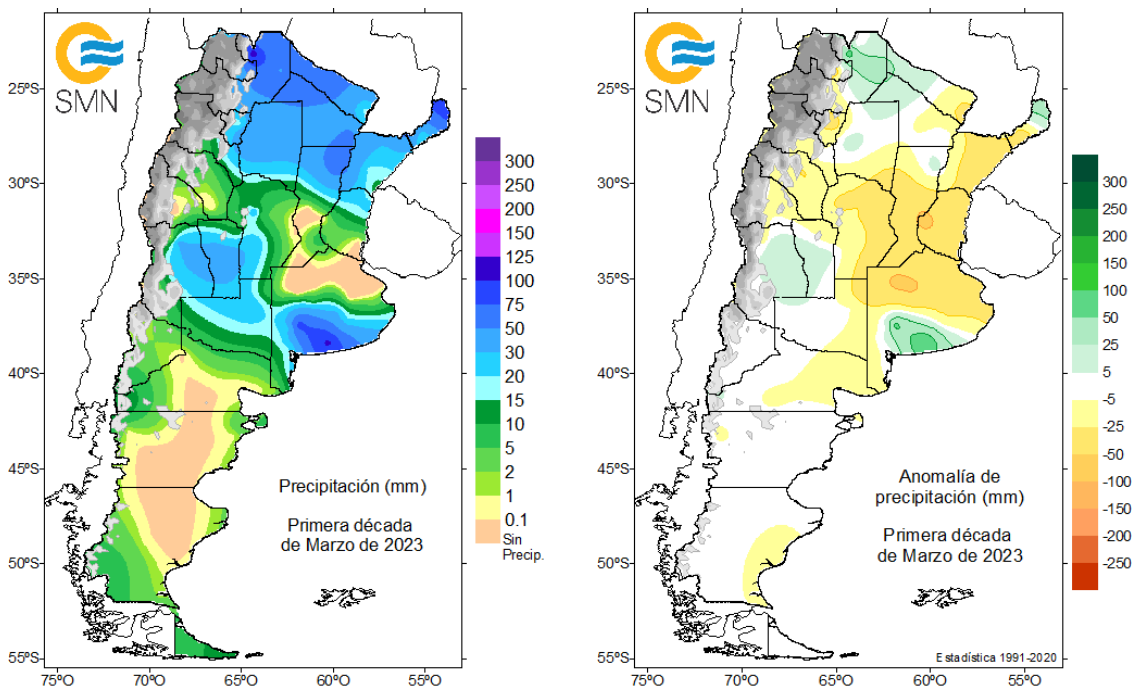 SMN
25ºS
30ºS
35ºS
40ºS
45ºS
50ºS
55ºS
75ºO
70ºO
65ºO
60ºO
55ºO
300
250
200
150
125
100
75
50
30
20
15
10
5
2
1
0.1
Sin
Precip.
Precipitación (mm)
Primera década
de Marzo de 2023
SMN
25ºS
30ºS
35ºS
40ºS
45ºS
50ºS
55ºS
75ºO
70ºO
65ºO
60ºO
55ºO
300
200
150
100
50
25
5
-5
-25
-50
-100
-200
-250
Anomalía de
precipitación (mm)
Primera década
de Marzo de 2023
Estadística 1991-2020